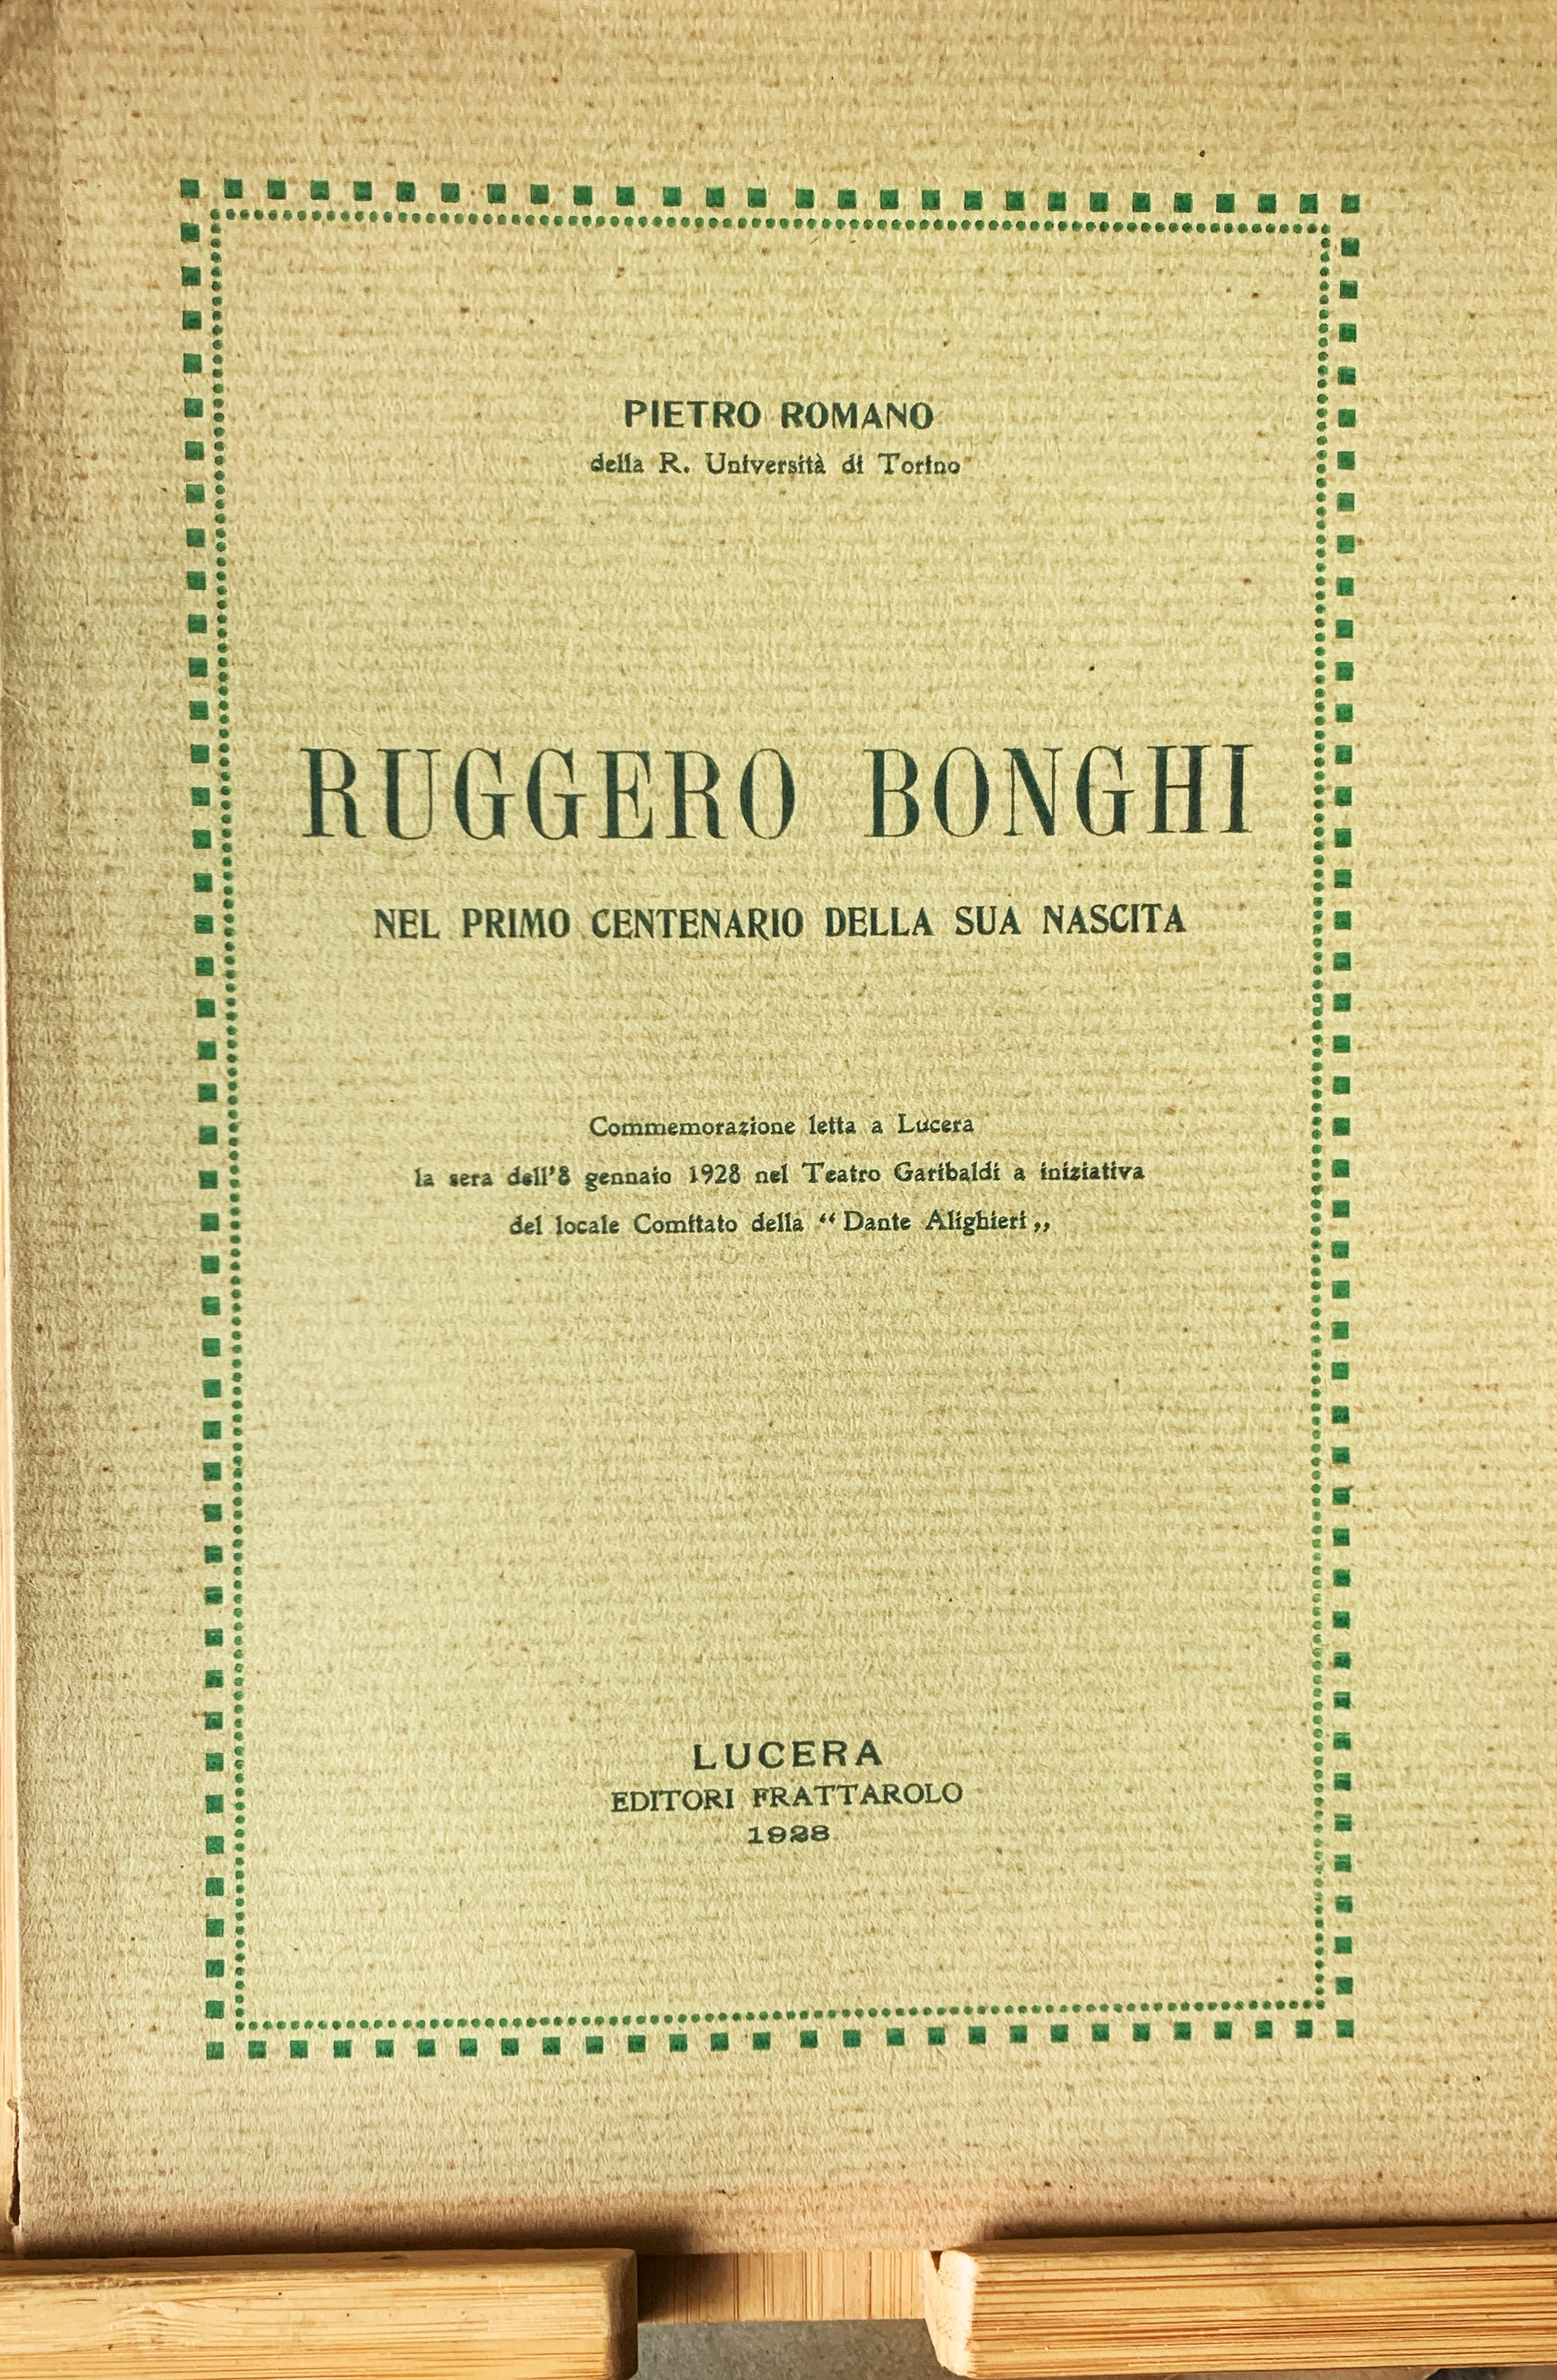 PIETRO ROMANO
della R. Università di Torino
RUGGERO BONGHI
NEL PRIMO CENTENARIO DELLA SUA NASCITA
Commemorazione letta a Lucera
la sera dell'8 gennaio 1928 nel Teatro Garibaldi a iniziativa
del locale Comitato della “ Dante Alighieri „
LUCERA
EDITORI FRATTAROLO
1928